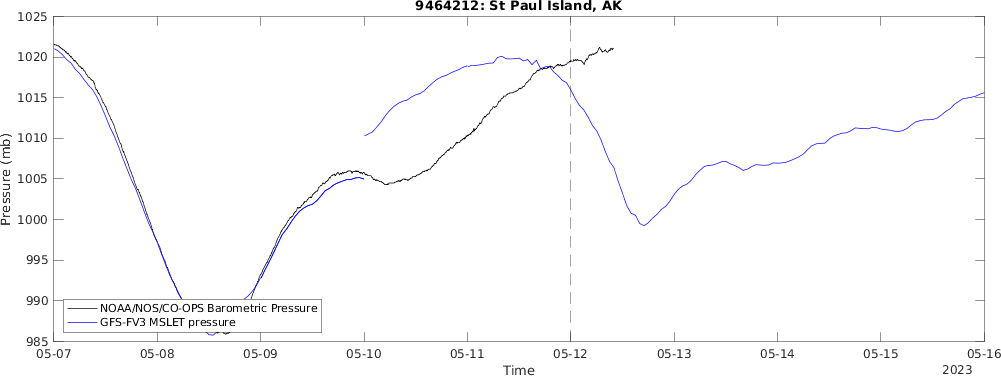 9464212: St Paul Island, AK
1025
1020
1015
1010
1005
1000
995
990
985
Pressure (mb)
NOAA/NOS/CO-OPS Barometric Pressure
GFS-FV3 MSLET pressure
05-07 05-08 05-09 05-10 05-11 05-12 05-13 05-14 05-15 05-16
Time
2023